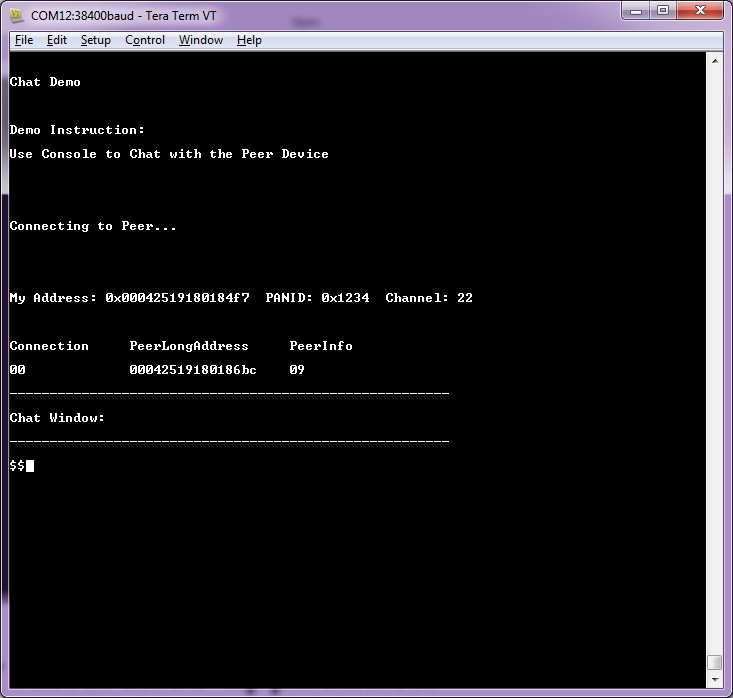 COM12:38400baud - Tera Term VT
File Edit Setup Control Window Help
Chat Demo
Demo Instruction:
Use Console to Chat with the Peer Device
Connecting to Peer...
My Address: 0x00042519180184f7 PANID: 0x1234 Channel: 22
Connection PeerLongAddress PeerInfo
00 00042519180186bc 09
-------------------------------------------------------
Chat Window:
-------------------------------------------------------
$$